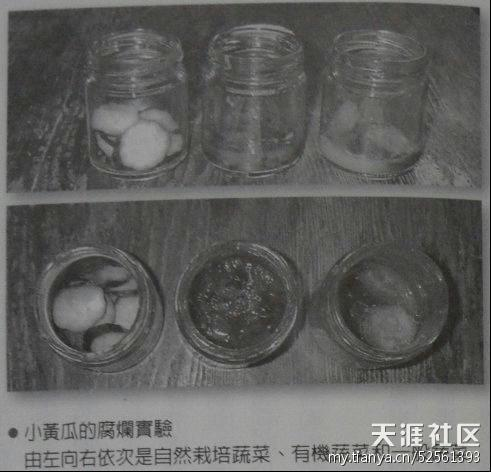 ● 小黃瓜的腐爛實驗
由左向右依次是自然栽培蔬菜、有機蔬菜
天涯社区
my.tianya.cn/52561393